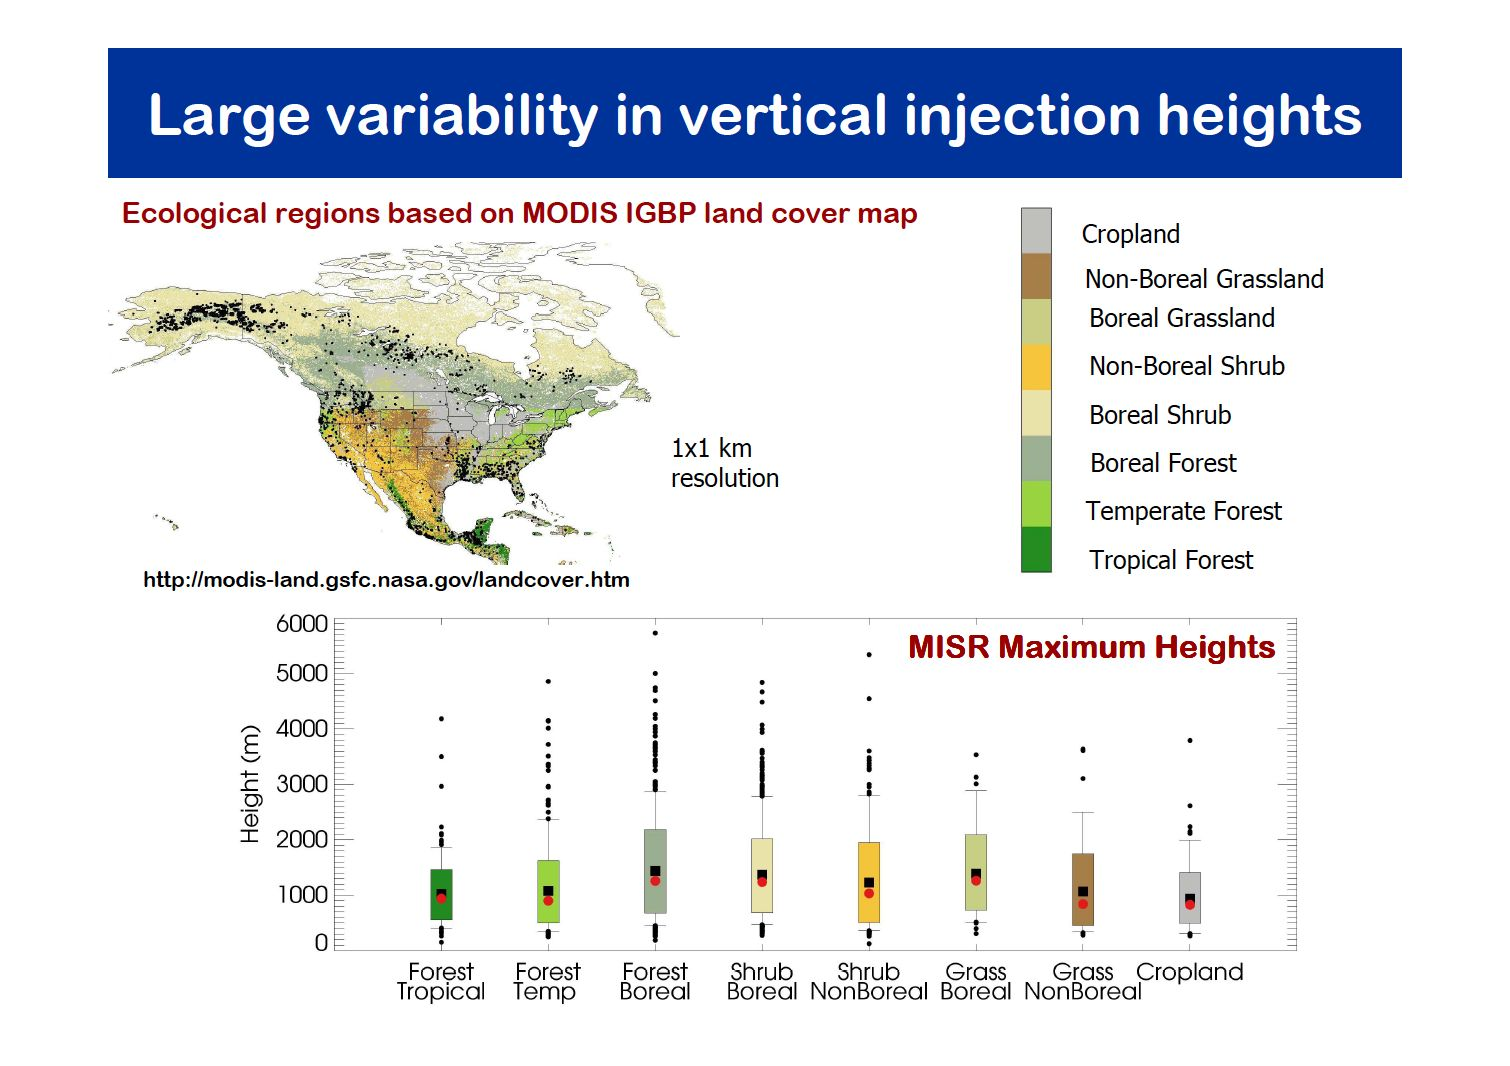 Large variability in vertical injection heights
Ecological regions based on MODIS IGBP land cover map
Cropland
Non-Boreal Grassland
Boreal Grassland
Non-Boreal Shrub
Boreal Shrub
Boreal Forest
Temperate Forest
Tropical Forest
1x1 km
resolution
http://modis-land.gsfc.nasa.gov/landcover.htm
MISR Maximum Heights
Height (m)
6000
5000
4000
3000
2000
1000
0
Forest Tropical
Forest Temp
Forest Boreal
Shrub Boreal
Shrub NonBoreal
Grass Boreal
Grass NonBoreal
Cropland